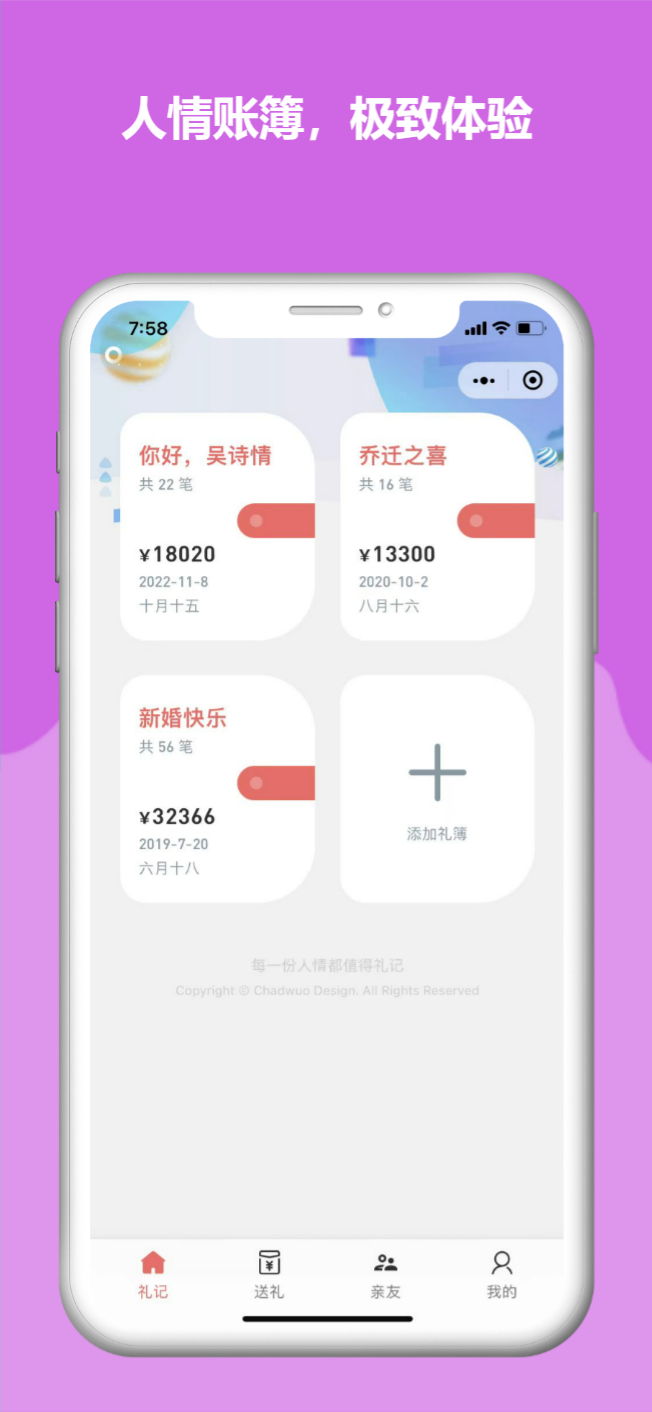 人情账簿，极致体验
7:58
你好，吴诗情
共 22 笔
¥18020
2022-11-8
十月十五
乔迁之喜
共 16 笔
¥13300
2020-10-2
八月十六
新婚快乐
共 56 笔
¥32366
2019-7-20
六月十八
添加礼簿
每一份人情都值得礼记
Copyright © Chadwuo Design. All Rights Reserved
礼记
¥
送礼
亲友
我的